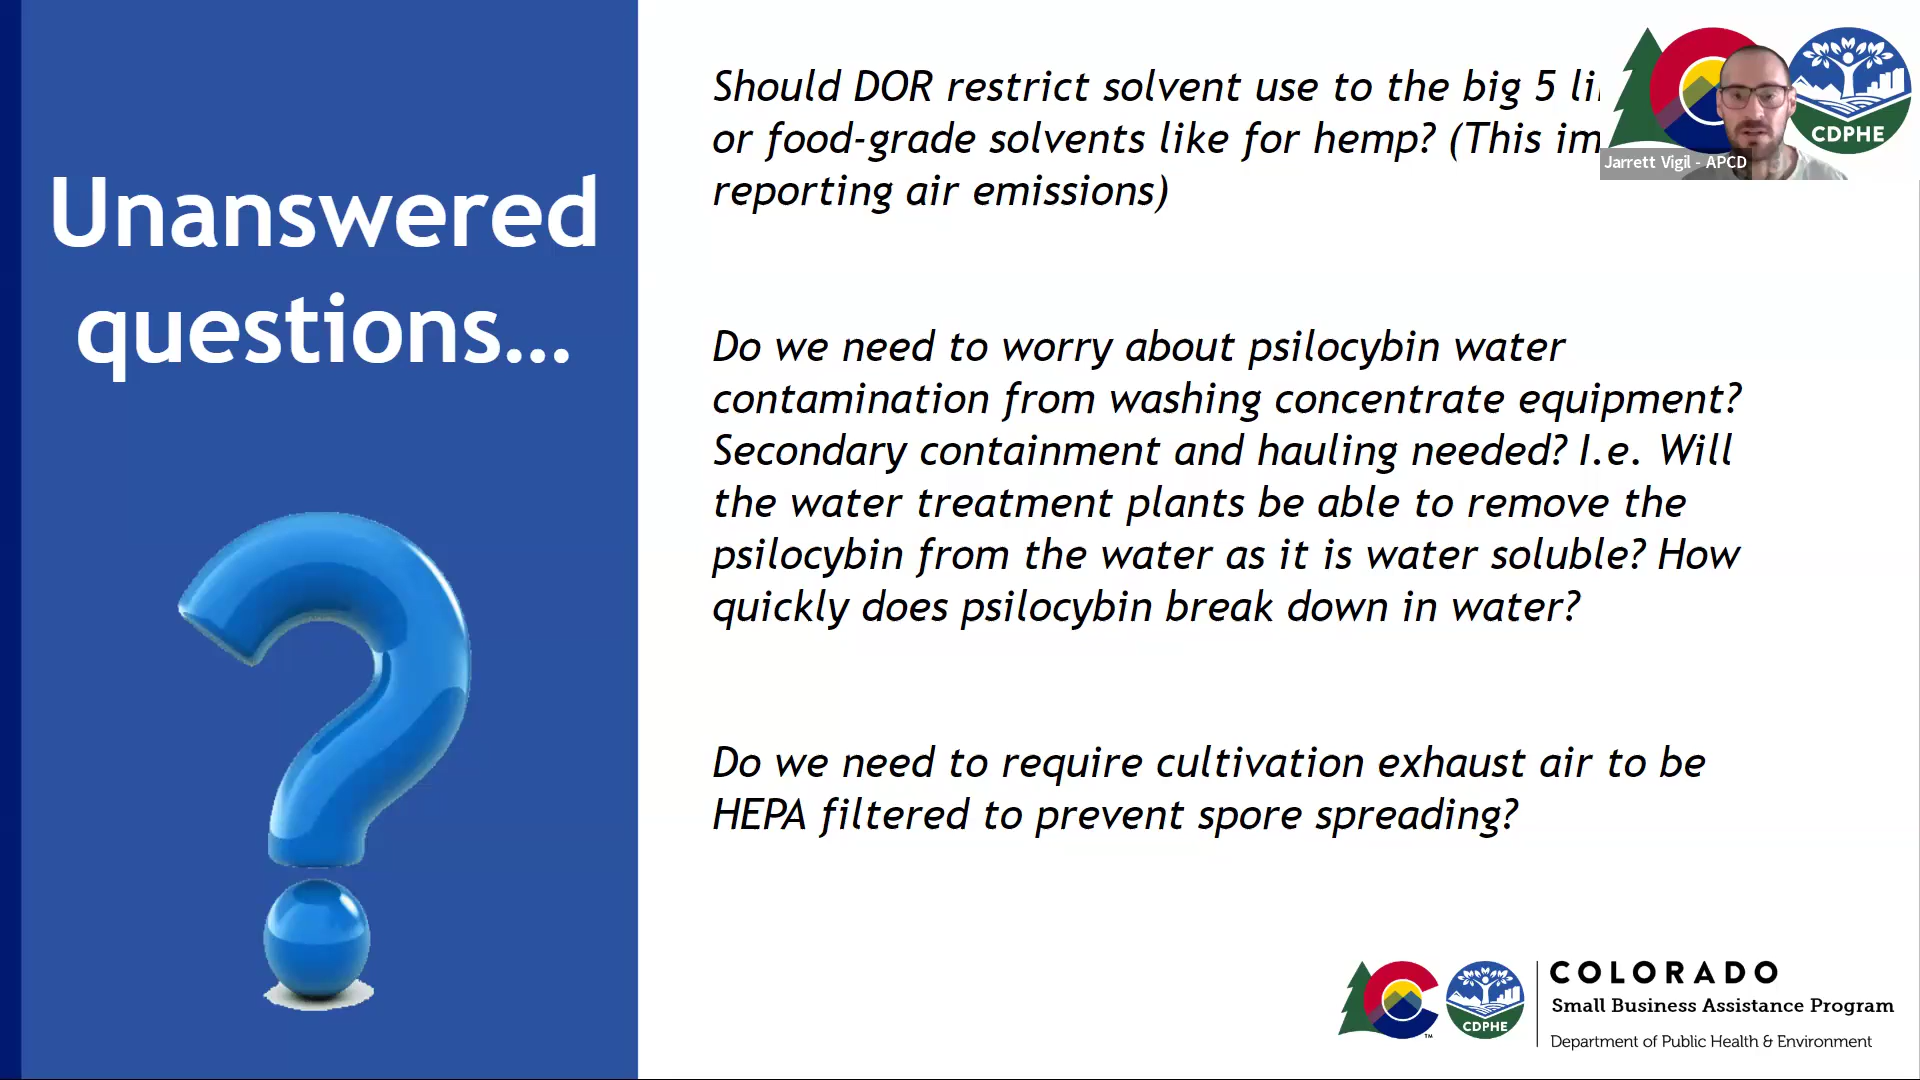 Unanswered
questions...
Should DOR restrict solvent use to the big 5
or food-grade solvents like for hemp? (This
reporting air emissions)
Do we need to worry about psilocybin water
contamination from washing concentrate equipment?
Secondary containment and hauling needed? I.e. Will
the water treatment plants be able to remove the
psilocybin from the water as it is water soluble? How
quickly does psilocybin break down in water?
Do we need to require cultivation exhaust air to be
HEPA filtered to prevent spore spreading?
CDPHE
Jarrett Vigil - APCD
CDPHE
TM
COLORADO
Small Business Assistance Program
Department of Public Health & Environment